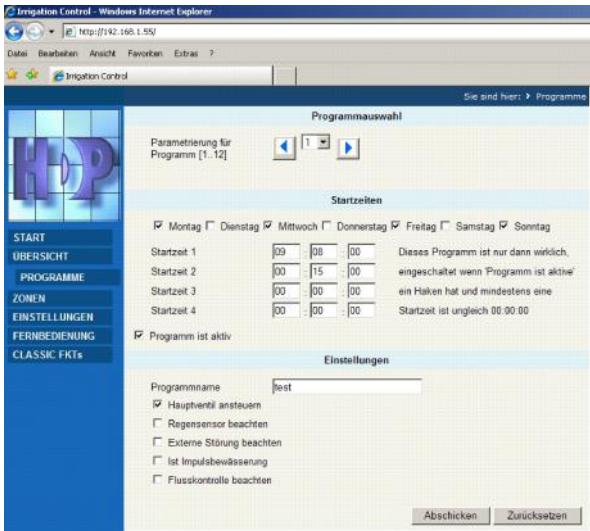 Irrigation Control - Windows Internet Explorer
http://192.168.1.55/
Datei Bearbeiten Ansicht Favoriten Extras ?
Irrigation Control
Sie sind hier: > Programme
HDP
START
ÜBERSICHT
PROGRAMME
ZONEN
EINSTELLUNGEN
FERNBEDIENUNG
CLASSIC FKTs
Programmauswahl
Parametrierung für
Programm [1..12]
1
Startzeiten
Montag Dienstag Mittwoch Donnerstag Freitag Samstag Sonntag
Startzeit 1 09 : 08 : 00 Dieses Programm ist nur dann wirklich,
Startzeit 2 00 : 15 : 00 eingeschaltet wenn 'Programm ist aktive'
Startzeit 3 00 : 00 : 00 ein Haken hat und mindestens eine
Startzeit 4 00 : 00 : 00 Startzeit ist ungleich 00:00:00
Programm ist aktiv
Einstellungen
Programmname test
Hauptventil ansteuern
Regensensor beachten
Externe Störung beachten
Ist Impulsbewässerung
Flusskontrolle beachten
Abschicken Zurücksetzen